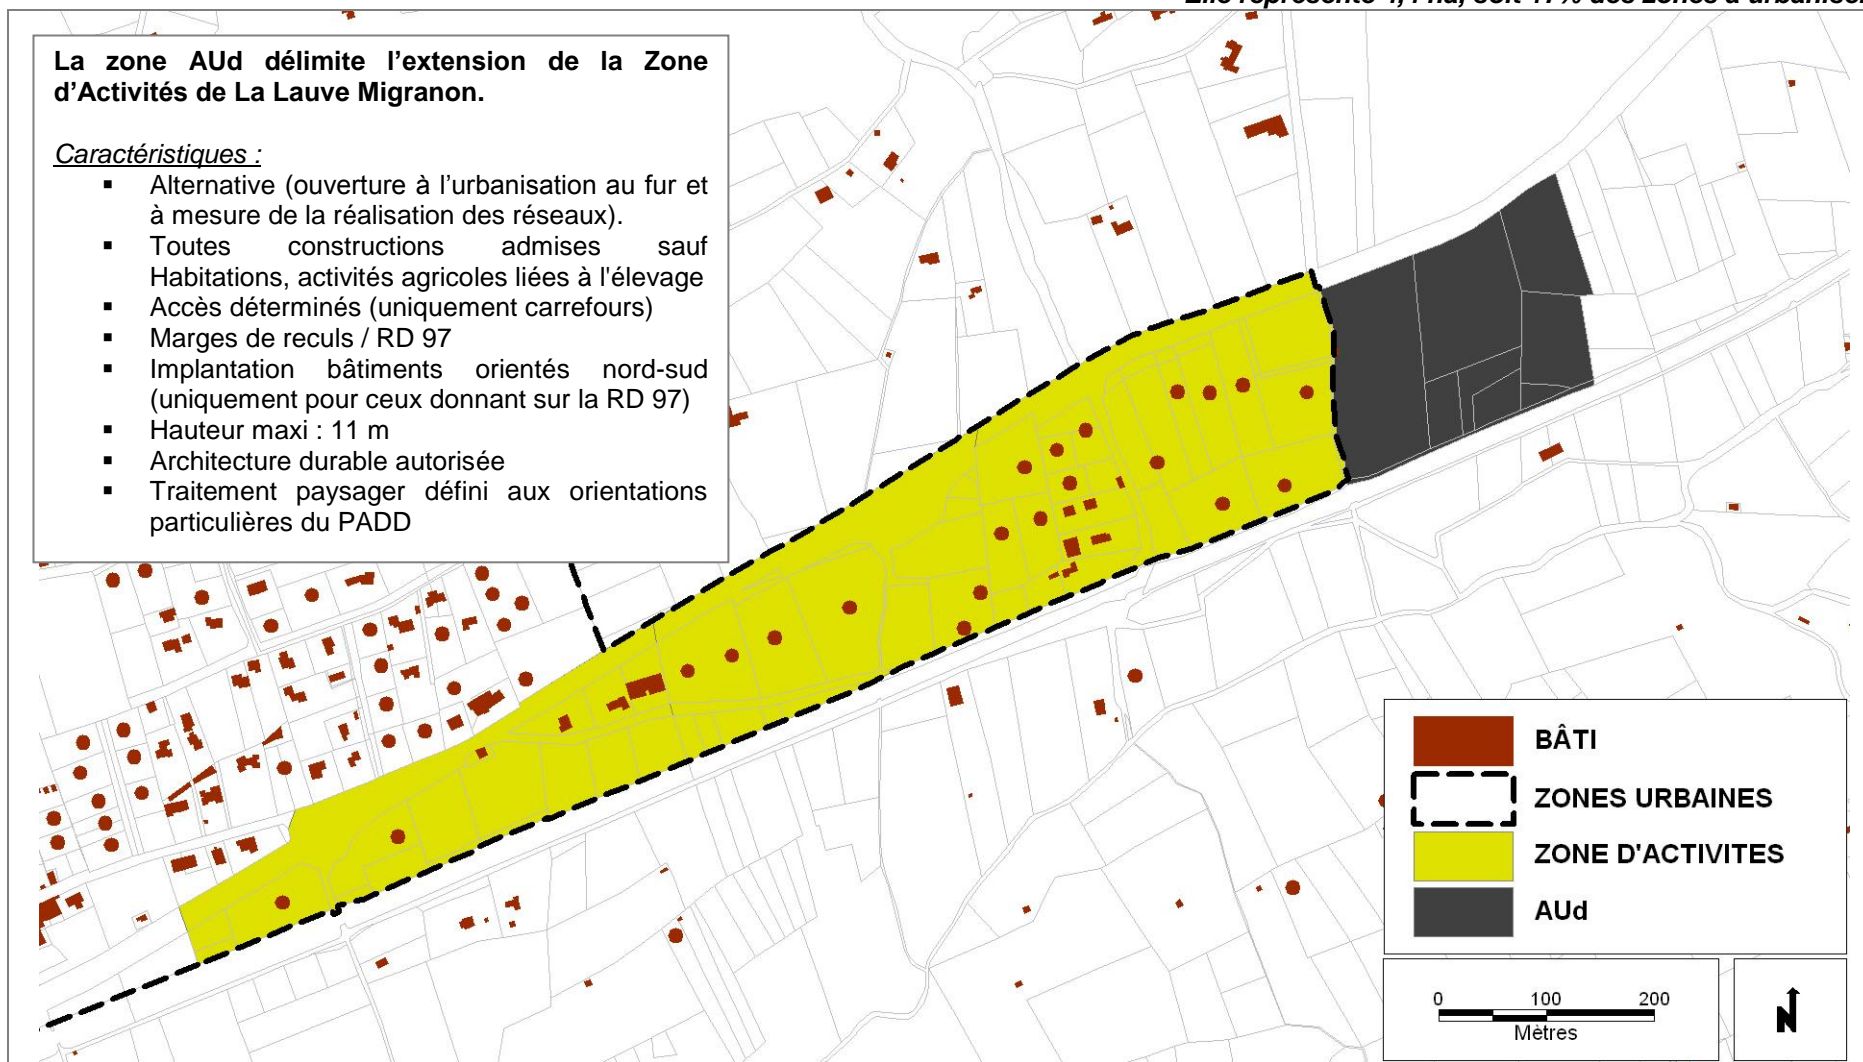 La zone AUd délimite l’extension de la Zone
d’Activités de La Lauve Migranon.
Caractéristiques :
▪ Alternative (ouverture à l’urbanisation au fur et
à mesure de la réalisation des réseaux).
▪ Toutes constructions admises sauf
Habitations, activités agricoles liées à l'élevage
▪ Accès déterminés (uniquement carrefours)
▪ Marges de reculs / RD 97
▪ Implantation bâtiments orientés nord-sud
(uniquement pour ceux donnant sur la RD 97)
▪ Hauteur maxi : 11 m
▪ Architecture durable autorisée
▪ Traitement paysager défini aux orientations
particulières du PADD
BÂTI
ZONES URBAINES
ZONE D'ACTIVITES
AUd
0 100 200
Mètres
N